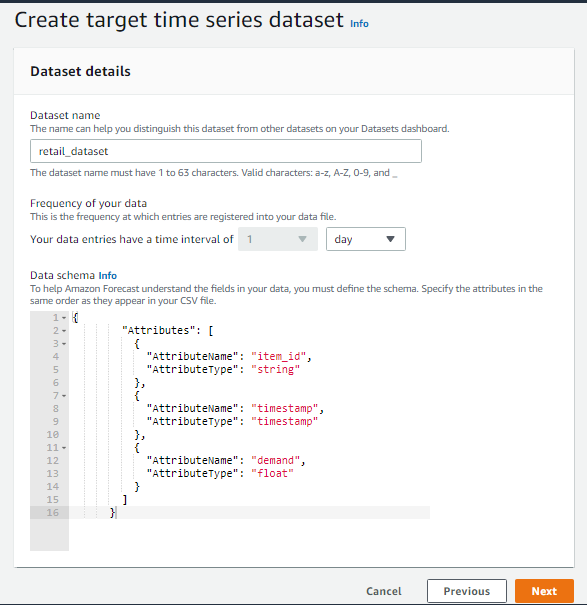 Create target time series dataset Info
Dataset details
Dataset name
The name can help you distinguish this dataset from other datasets on your Datasets dashboard.
retail_dataset
The dataset name must have 1 to 63 characters. Valid characters: a-z, A-Z, 0-9, and _
Frequency of your data
This is the frequency at which entries are registered into your data file.
Your data entries have a time interval of 1 day
Data schema Info
To help Amazon Forecast understand the fields in your data, you must define the schema. Specify the attributes in the
same order as they appear in your CSV file.
1 {
2 "Attributes": [
3 {
4 "AttributeName": "item_id",
5 "AttributeType": "string"
6 },
7 {
8 "AttributeName": "timestamp",
9 "AttributeType": "timestamp"
10 },
11 {
12 "AttributeName": "demand",
13 "AttributeType": "float"
14 }
15 ]
16 }
Cancel Previous Next